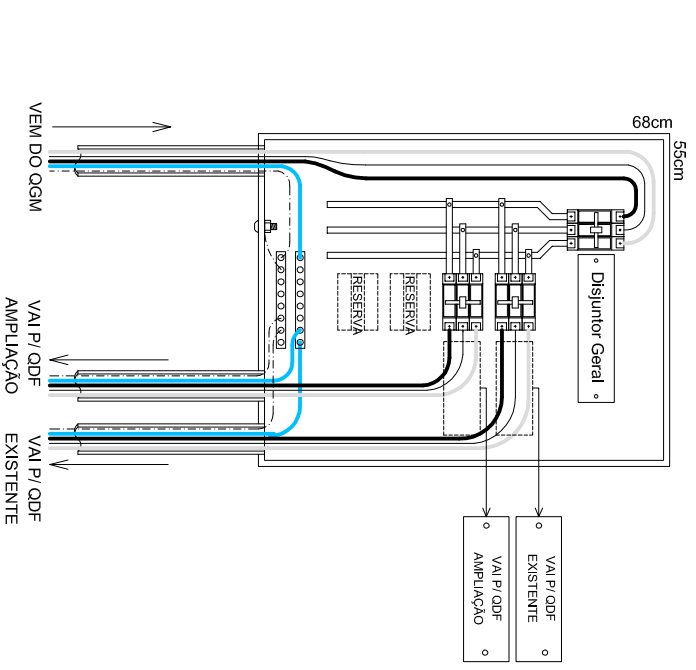 68cm
55cm
VEM DO QGM
Disjuntor Geral
RESERVA
RESERVA
VAI P/ QDF
AMPLIAÇÃO
VAI P/ QDF
EXISTENTE
VAI P/ QDF
AMPLIAÇÃO
VAI P/ QDF
EXISTENTE